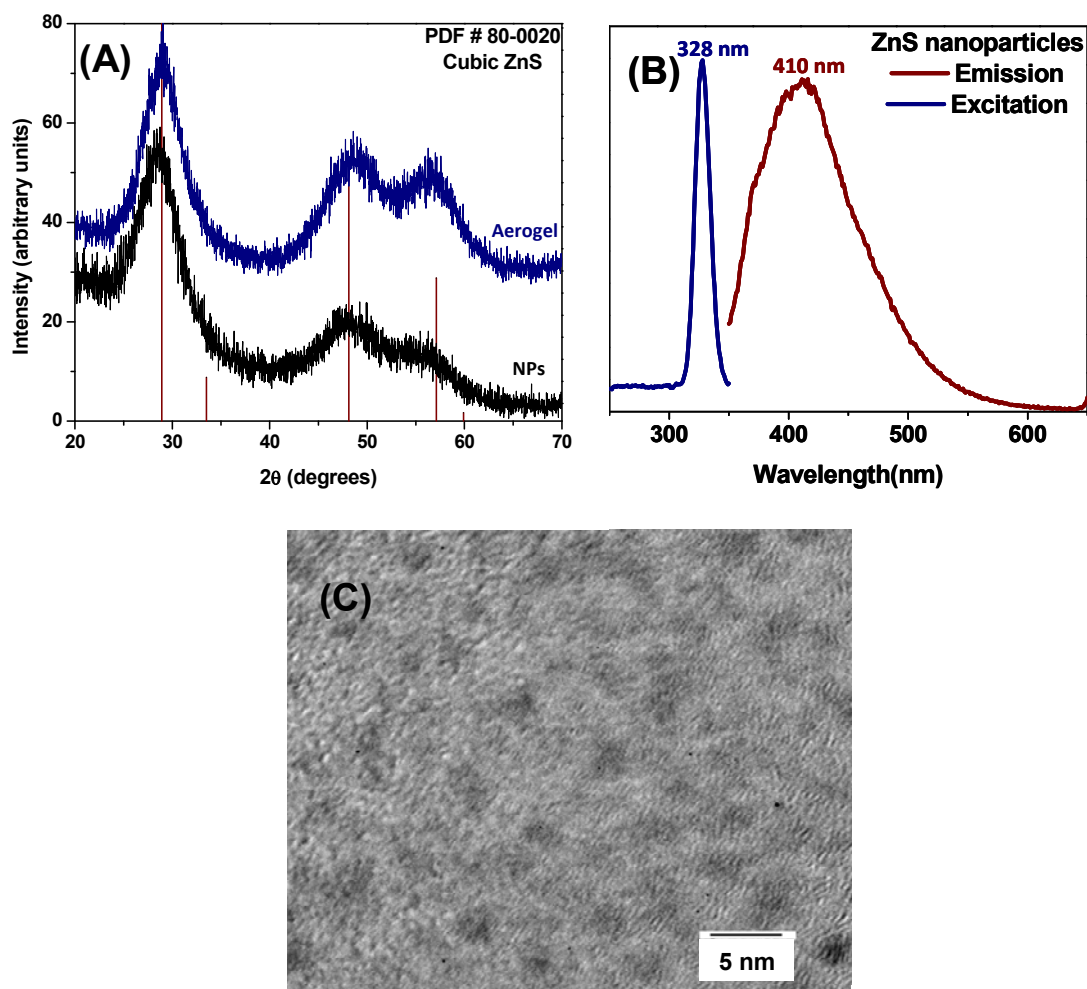 (A)
PDF # 80-0020
Cubic ZnS
Aerogel
NPs
Intensity (arbitrary units)
80
60
40
20
0
20 30 40 50 60 70
2θ (degrees)
(B)
328 nm
410 nm
ZnS nanoparticles
Emission
Excitation
300 400 500 600
Wavelength(nm)
(C)
5 nm